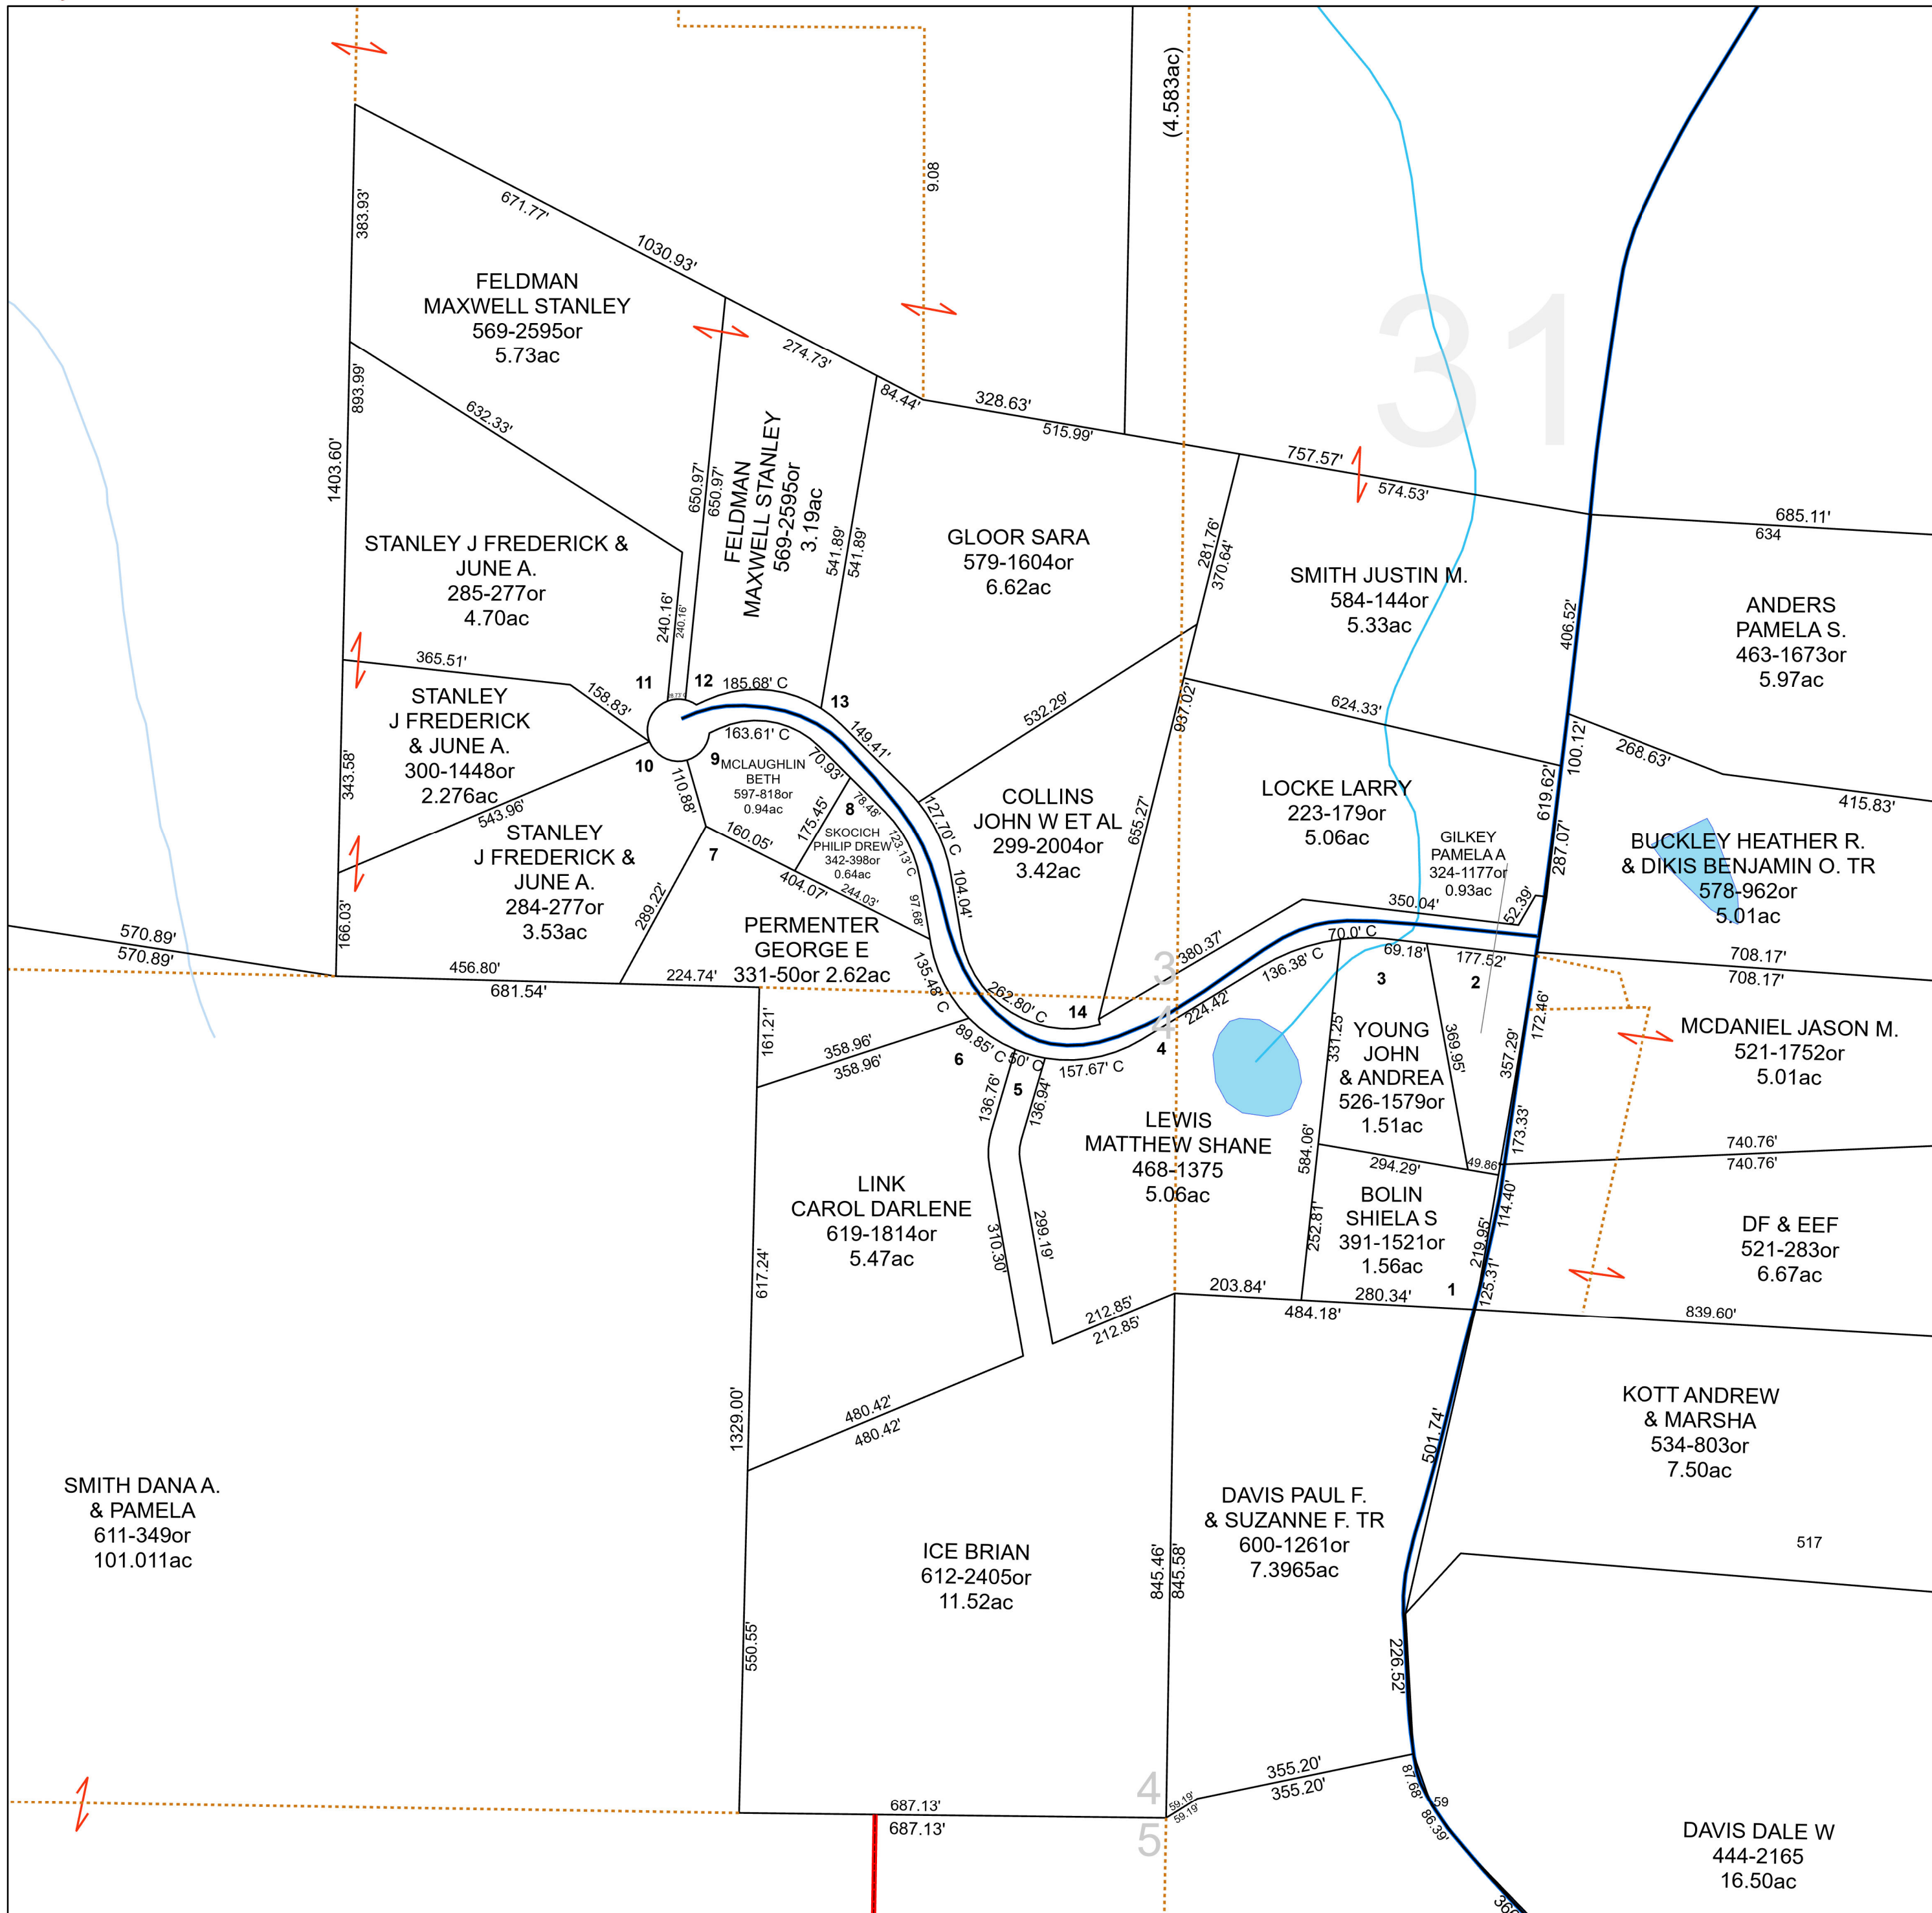 (4.583ac)
9.08
31
383.93'
671.77'
1030.93'
FELDMAN
MAXWELL STANLEY
569-2595or
5.73ac
274.73'
84.44'
328.63'
515.99'
893.99'
632.33'
1403.60'
650.97'
650.97'
FELDMAN
MAXWELL STANLEY
569-2595or
3.19ac
541.89'
541.89'
GLOOR SARA
579-1604or
6.62ac
757.57'
574.53'
685.11'
634
281.76'
370.64'
SMITH JUSTIN M.
584-144or
5.33ac
406.52'
ANDERS
PAMELA S.
463-1673or
5.97ac
STANLEY J FREDERICK &
JUNE A.
285-277or
4.70ac
240.16'
240.16'
365.51'
158.83'
11
12
185.68' C
13
149.41'
532.29'
937.02'
624.33'
100.12'
268.63'
415.83'
STANLEY
J FREDERICK
& JUNE A.
300-1448or
2.276ac
343.58'
543.96'
10
110.88'
163.61' C
9
MCLAUGHLIN
BETH
597-818or
0.94ac
70.93'
175.45'
78.48'
8
SKOCICH
PHILIP DREW
342-398or
0.64ac
123.13' C
97.68'
127.70' C
104.04'
COLLINS
JOHN W ET AL
299-2004or
3.42ac
655.27'
LOCKE LARRY
223-179or
5.06ac
GILKEY
PAMELA A
324-1177or
0.93ac
619.62'
287.07'
BUCKLEY HEATHER R.
& DIKIS BENJAMIN O. TR
578-962or
5.01ac
STANLEY
J FREDERICK &
JUNE A.
284-277or
3.53ac
7
160.05'
404.07'
244.03'
289.22'
166.03'
PERMENTER
GEORGE E
331-50or 2.62ac
570.89'
570.89'
456.80'
681.54'
224.74'
135.48' C
262.80' C
14
3
4
380.37'
350.04'
52.39'
70.0' C
136.38' C
224.42'
69.18'
3
177.52'
2
708.17'
708.17'
172.46'
MCDANIEL JASON M.
521-1752or
5.01ac
161.21'
358.96'
358.96'
89.85' C
6
50' C
5
157.67' C
4
136.76'
136.94'
331.25'
YOUNG
JOHN
& ANDREA
526-1579or
1.51ac
369.95'
357.29'
173.33'
740.76'
740.76'
LEWIS
MATTHEW SHANE
468-1375
5.06ac
584.06'
294.29'
49.86'
LINK
CAROL DARLENE
619-1814or
5.47ac
310.30'
299.19'
252.81'
BOLIN
SHIELA S
391-1521or
1.56ac
219.95'
114.40'
125.31'
1
DF & EEF
521-283or
6.67ac
617.24'
212.85'
212.85'
203.84'
280.34'
484.18'
839.60'
1329.00'
480.42'
480.42'
501.74'
KOTT ANDREW
& MARSHA
534-803or
7.50ac
SMITH DANA A.
& PAMELA
611-349or
101.011ac
ICE BRIAN
612-2405or
11.52ac
845.46'
845.58'
DAVIS PAUL F.
& SUZANNE F. TR
600-1261or
7.3965ac
517
550.55'
226.52'
355.20'
355.20'
59.19'
59.19'
4
5
87.68'
59
86.39'
687.13'
687.13'
DAVIS DALE W
444-2165
16.50ac